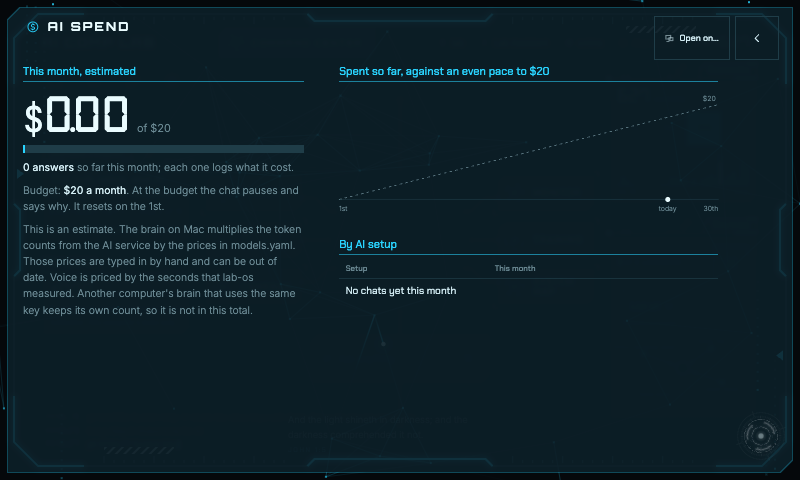 AI SPEND
Open on...
This month, estimated
$0.00 of $20
0 answers so far this month; each one logs what it cost.
Budget: $20 a month. At the budget the chat pauses and
says why. It resets on the 1st.
This is an estimate. The brain on Mac multiplies the token
counts from the AI service by the prices in models.yaml.
Those prices are typed in by hand and can be out of
date. Voice is priced by the seconds that lab-os
measured. Another computer's brain that uses the same
key keeps its own count, so it is not in this total.
Spent so far, against an even pace to $20
$20
1st today 30th
By AI setup
Setup This month
No chats yet this month